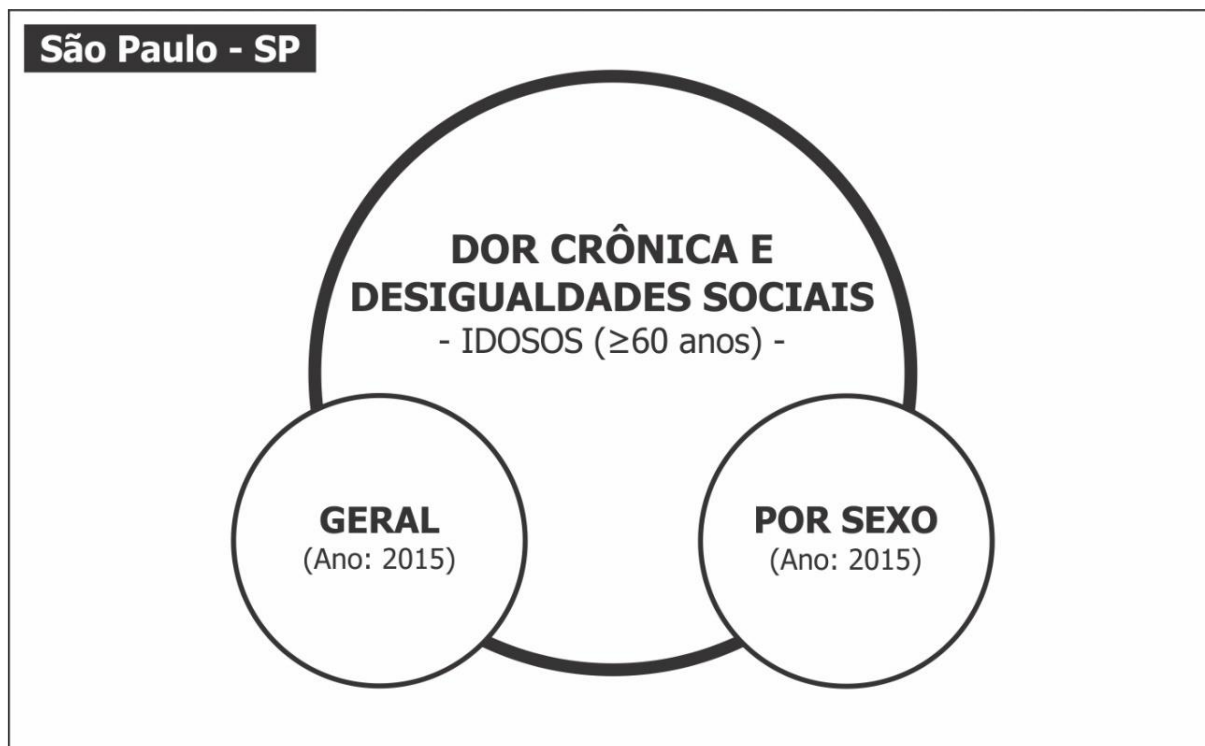 São Paulo - SP
DOR CRÔNICA E
DESIGUALDADES SOCIAIS
- IDOSOS (≥60 anos) -
GERAL
(Ano: 2015)
POR SEXO
(Ano: 2015)